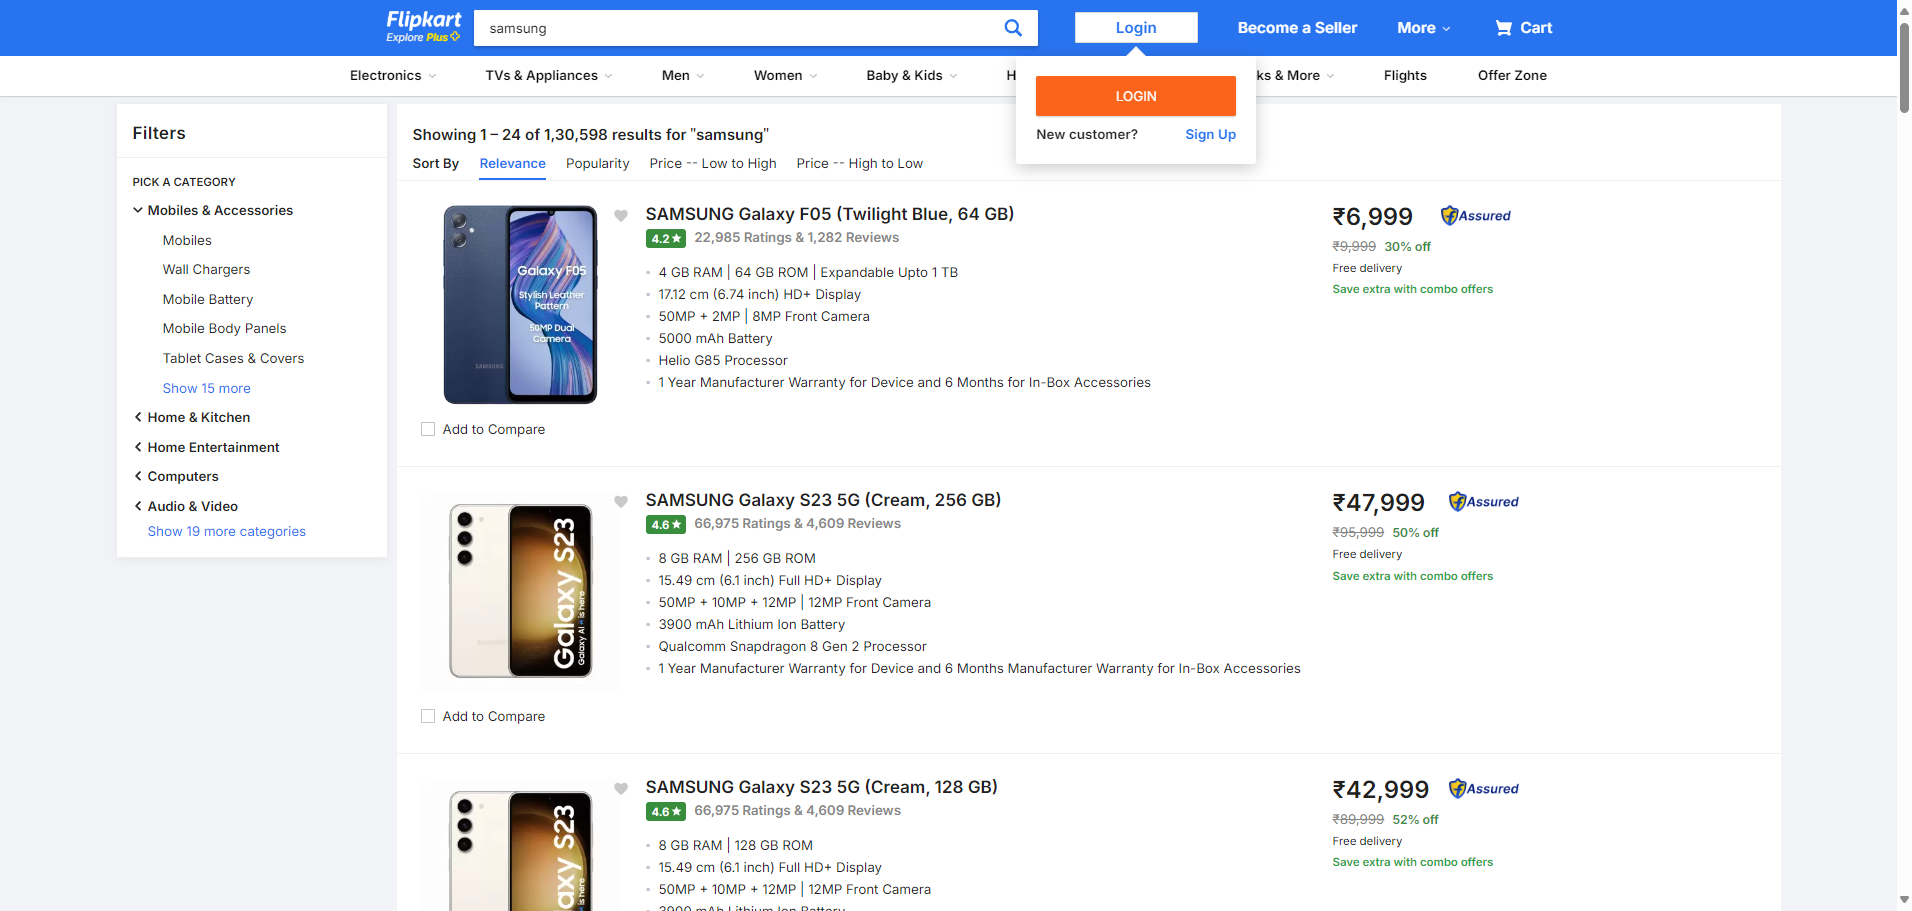 Flipkart
Explore Plus
samsung
Login
Become a Seller
More
Cart
Electronics
TVs & Appliances
Men
Women
Baby & Kids
H
ks & More
Flights
Offer Zone
LOGIN
New customer? Sign Up
Filters
PICK A CATEGORY
Mobiles & Accessories
Mobiles
Wall Chargers
Mobile Battery
Mobile Body Panels
Tablet Cases & Covers
Show 15 more
Home & Kitchen
Home Entertainment
Computers
Audio & Video
Show 19 more categories
Showing 1 – 24 of 1,30,598 results for "samsung"
Sort By Relevance Popularity Price -- Low to High Price -- High to Low
Galaxy F05
Stylish Leather
Pattern
50MP Dual
Camera
SAMSUNG
Add to Compare
SAMSUNG Galaxy F05 (Twilight Blue, 64 GB)
4.2★ 22,985 Ratings & 1,282 Reviews
4 GB RAM | 64 GB ROM | Expandable Upto 1 TB
17.12 cm (6.74 inch) HD+ Display
50MP + 2MP | 8MP Front Camera
5000 mAh Battery
Helio G85 Processor
1 Year Manufacturer Warranty for Device and 6 Months for In-Box Accessories
₹6,999 Assured
₹9,999 30% off
Free delivery
Save extra with combo offers
Galaxy S23
Galaxy AI is here
Add to Compare
SAMSUNG Galaxy S23 5G (Cream, 256 GB)
4.6★ 66,975 Ratings & 4,609 Reviews
8 GB RAM | 256 GB ROM
15.49 cm (6.1 inch) Full HD+ Display
50MP + 10MP + 12MP | 12MP Front Camera
3900 mAh Lithium Ion Battery
Qualcomm Snapdragon 8 Gen 2 Processor
1 Year Manufacturer Warranty for Device and 6 Months Manufacturer Warranty for In-Box Accessories
₹47,999 Assured
₹95,999 50% off
Free delivery
Save extra with combo offers
axy S23
is here
SAMSUNG Galaxy S23 5G (Cream, 128 GB)
4.6★ 66,975 Ratings & 4,609 Reviews
8 GB RAM | 128 GB ROM
15.49 cm (6.1 inch) Full HD+ Display
50MP + 10MP + 12MP | 12MP Front Camera
3900 mAh Lithium Ion Battery
₹42,999 Assured
₹89,999 52% off
Free delivery
Save extra with combo offers